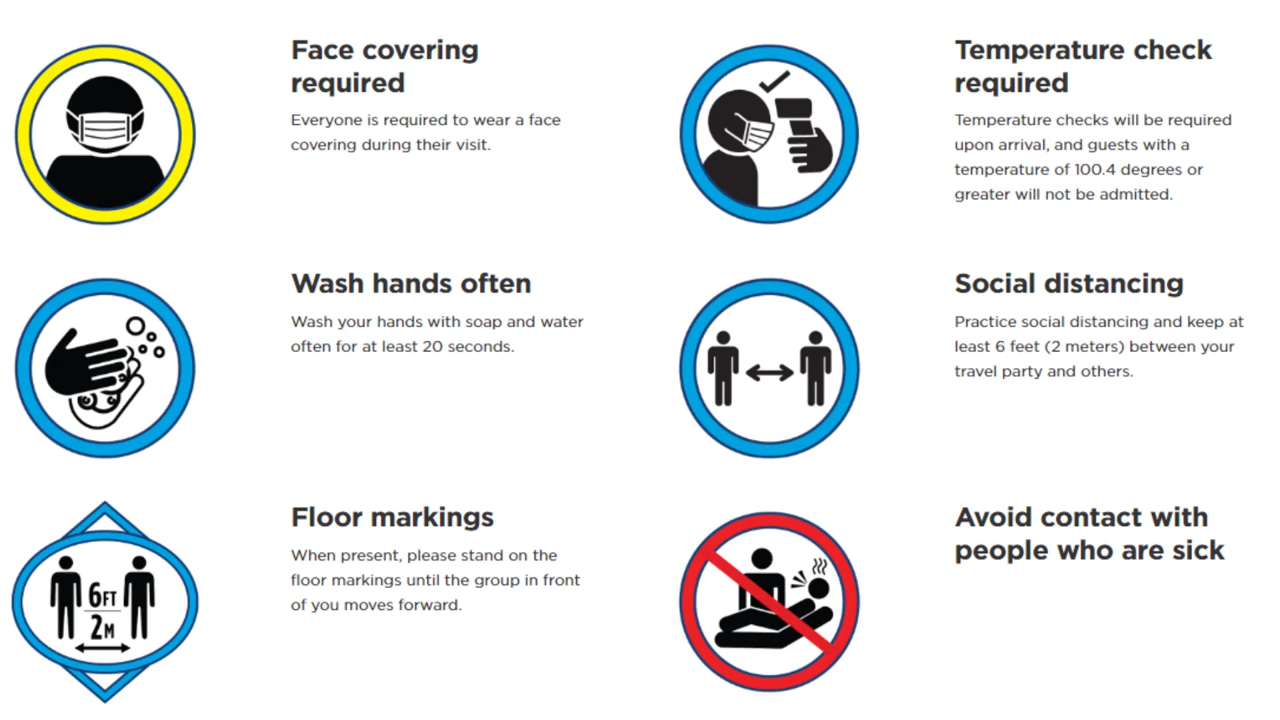 Face covering
required
Everyone is required to wear a face
covering during their visit.
Temperature check
required
Temperature checks will be required
upon arrival, and guests with a
temperature of 100.4 degrees or
greater will not be admitted.
Wash hands often
Wash your hands with soap and water
often for at least 20 seconds.
Social distancing
Practice social distancing and keep at
least 6 feet (2 meters) between your
travel party and others.
6FT
2M
Floor markings
When present, please stand on the
floor markings until the group in front
of you moves forward.
Avoid contact with
people who are sick